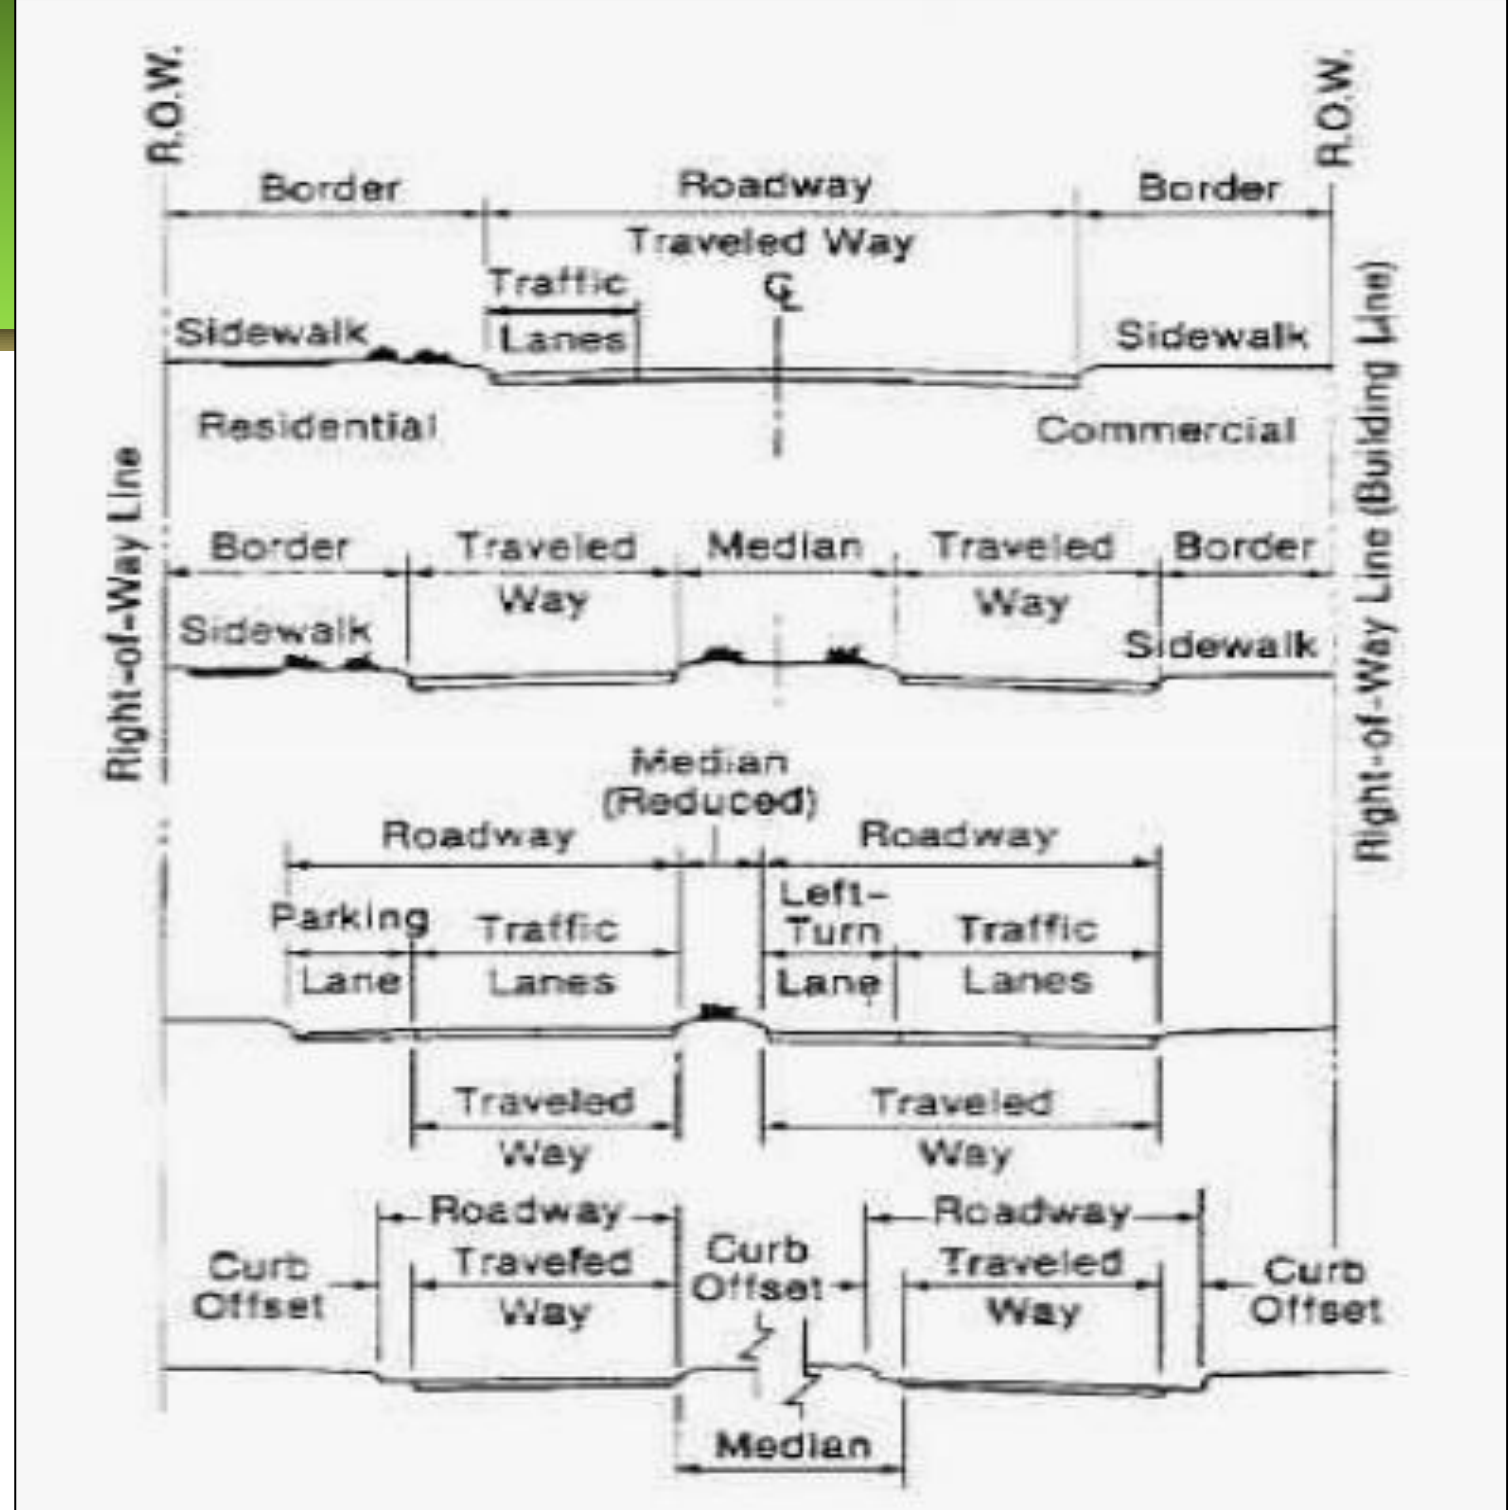 R.O.W.
R.O.W.
Border
Roadway
Border
Traveled Way
Traffic
Lanes
℄
Sidewalk
Sidewalk
Residential
Commercial
Right-of-Way Line
Right-of-Way Line (Building Line)
Border
Traveled
Way
Median
Traveled
Way
Border
Sidewalk
Sidewalk
Median
(Reduced)
Roadway
Roadway
Parking
Lane
Traffic
Lanes
Left-
Turn
Lane
Traffic
Lanes
Traveled
Way
Traveled
Way
Roadway
Roadway
Curb
Offset
Traveled
Way
Curb
Offset
Traveled
Way
Curb
Offset
Median